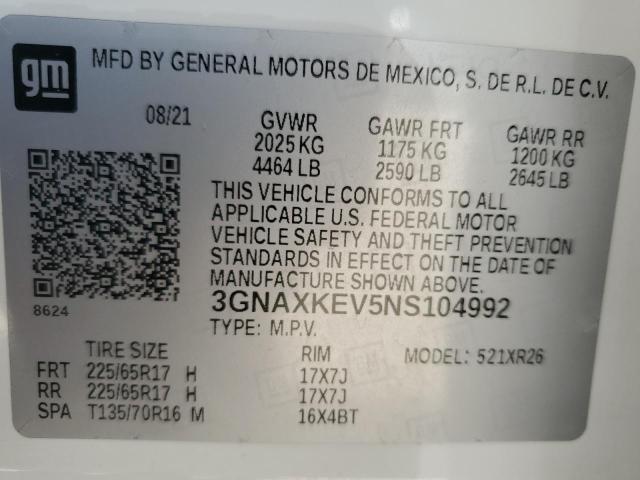 gm
MFD BY GENERAL MOTORS DE MEXICO, S. DE R.L. DE C.V.
08/21 GVWR GAWR FRT GAWR RR
2025 KG 1175 KG 1200 KG
4464 LB 2590 LB 2645 LB
THIS VEHICLE CONFORMS TO ALL
APPLICABLE U.S. FEDERAL MOTOR
VEHICLE SAFETY AND THEFT PREVENTION
STANDARDS IN EFFECT ON THE DATE OF
MANUFACTURE SHOWN ABOVE.
8624 3GNAXKEV5NS104992
TYPE: M.P.V.
TIRE SIZE RIM MODEL: 521XR26
FRT 225/65R17 H 17X7J
RR 225/65R17 H 17X7J
SPA T135/70R16 M 16X4BT